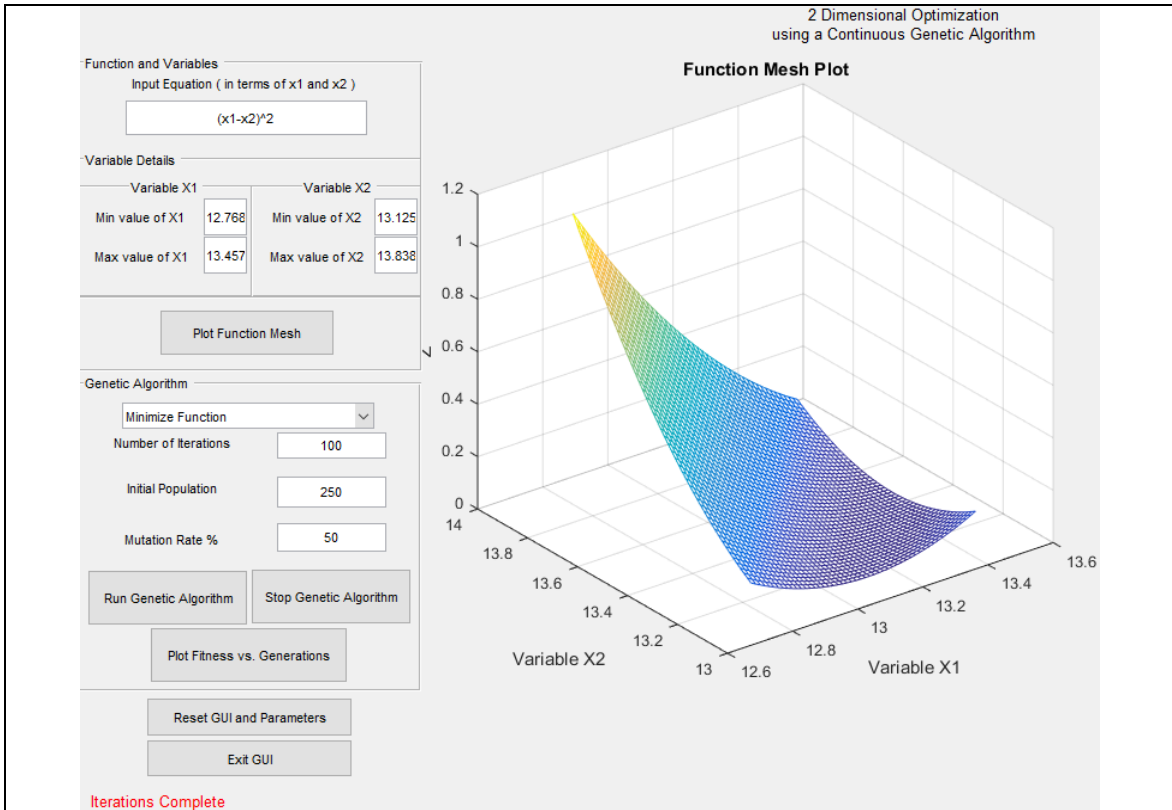 2 Dimensional Optimization
using a Continuous Genetic Algorithm
Function and Variables
Input Equation ( in terms of x1 and x2 )
(x1-x2)^2
Variable Details
Variable X1
Variable X2
Min value of X1
12.768
Min value of X2
13.125
Max value of X1
13.457
Max value of X2
13.838
Plot Function Mesh
Genetic Algorithm
Minimize Function
Number of Iterations
100
Initial Population
250
Mutation Rate %
50
Run Genetic Algorithm
Stop Genetic Algorithm
Plot Fitness vs. Generations
Reset GUI and Parameters
Exit GUI
Iterations Complete
Function Mesh Plot
1.2
1
0.8
0.6
0.4
0.2
0
14
13.8
13.6
13.4
13.2
13
Variable X2
12.6
12.8
13
13.2
13.4
13.6
Variable X1